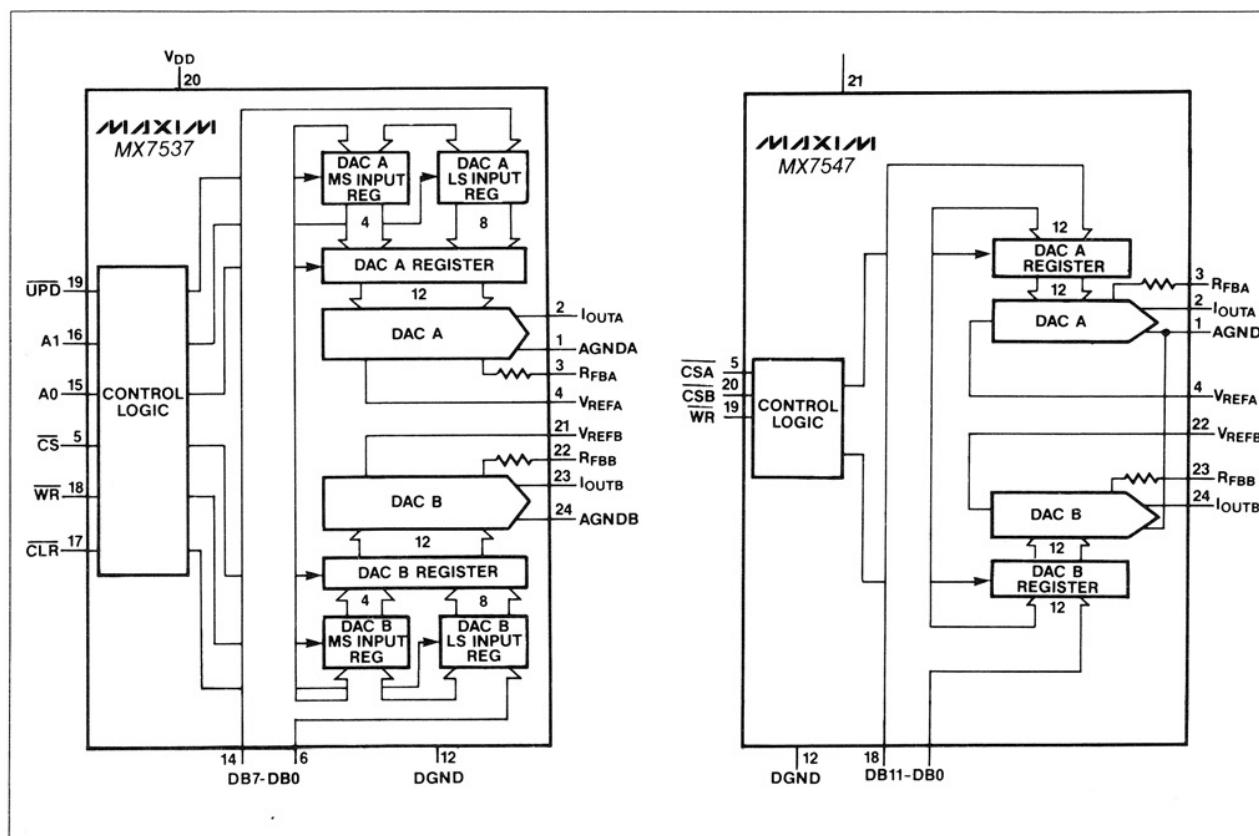 VDD
20
MAXIM
MX7537
DAC A
MS INPUT
REG
DAC A
LS INPUT
REG
4
8
DAC A REGISTER
12
DAC A
2 IOUTA
1 AGNDA
3 RFBA
4 VREFA
UPD 19
A1 16
A0 15
CS 5
WR 18
CLR 17
CONTROL
LOGIC
21 VREFB
22 RFBB
23 IOUTB
24 AGNDB
DAC B
12
DAC B REGISTER
4
8
DAC B
MS INPUT
REG
DAC B
LS INPUT
REG
14
6
12
DB7-DB0
DGND
21
MAXIM
MX7547
12
DAC A
REGISTER
12
DAC A
3 RFBA
2 IOUTA
1 AGND
4 VREFA
CSA 5
CSB 20
WR 19
CONTROL
LOGIC
22 VREFB
23 RFBB
24 IOUTB
DAC B
12
DAC B
REGISTER
12
12
18
DGND
DB11-DB0